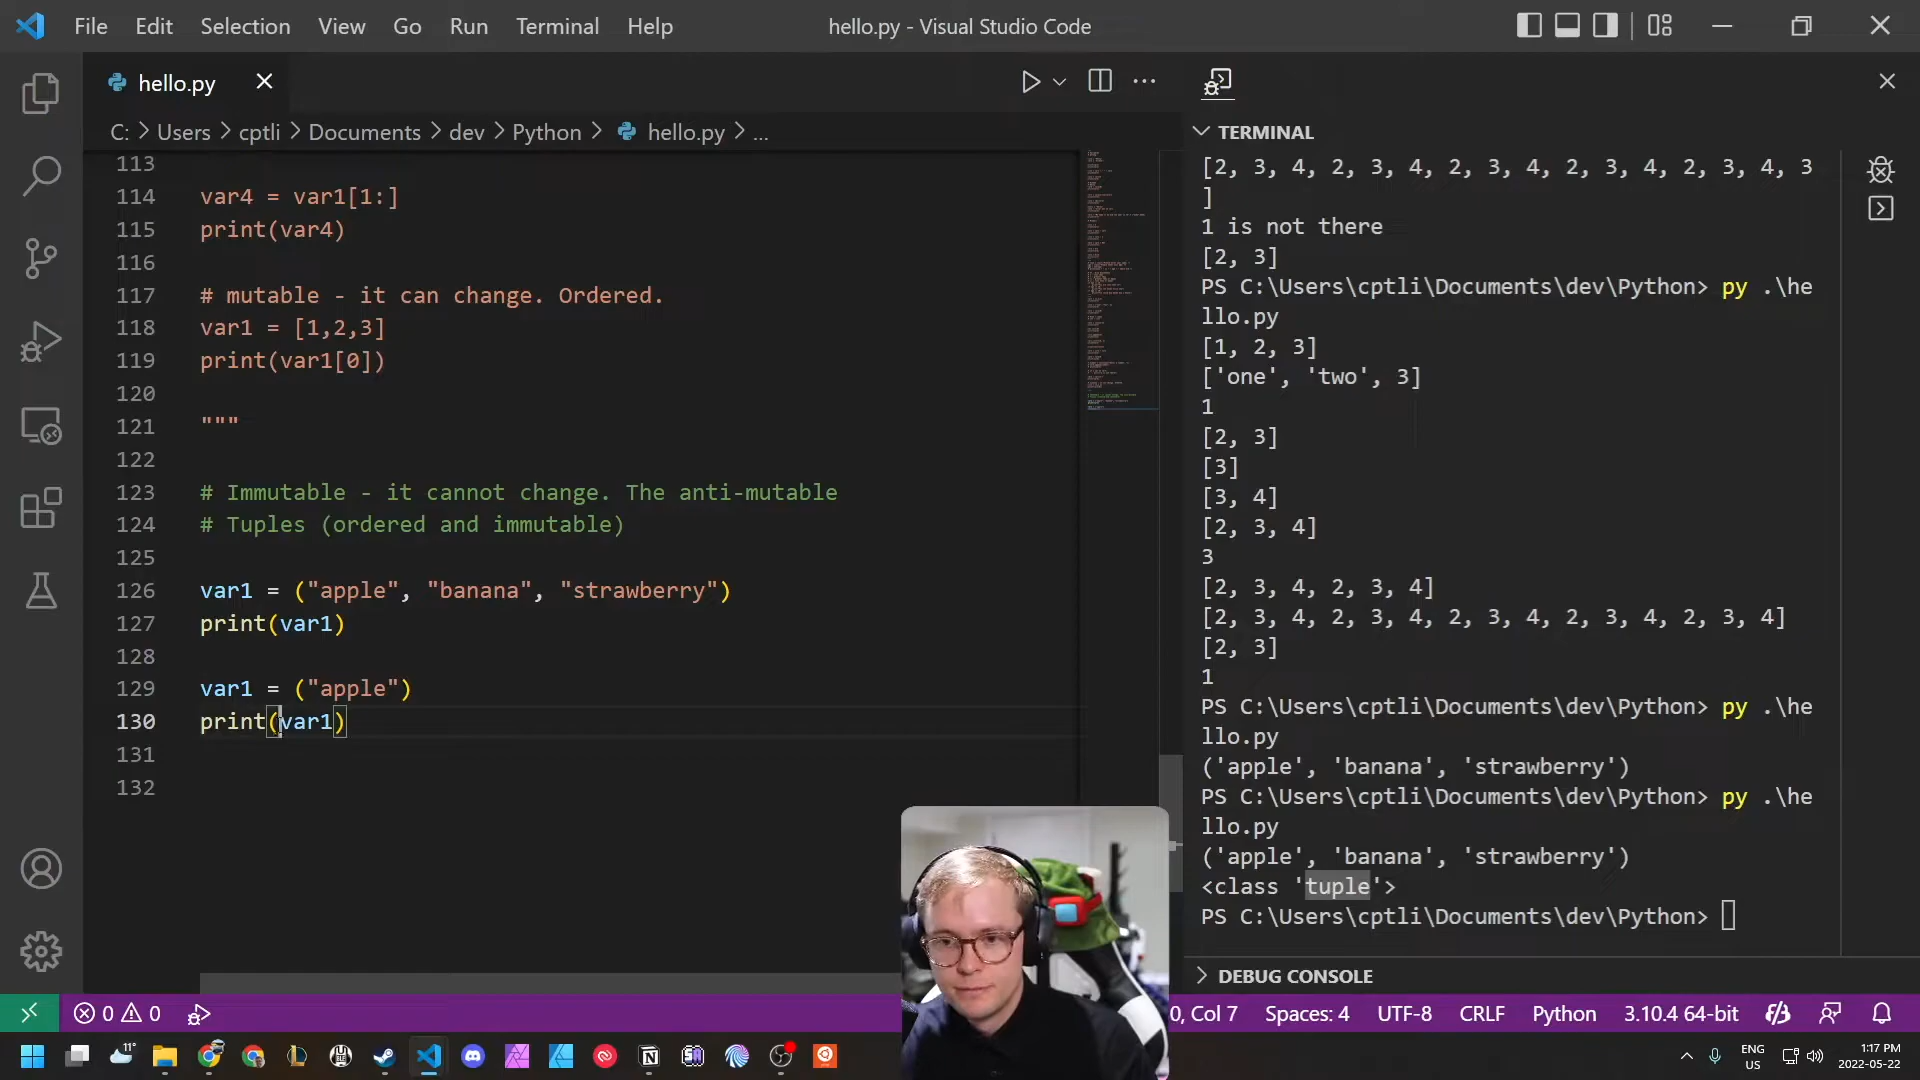 File Edit Selection View Go Run Terminal Help
hello.py - Visual Studio Code
hello.py
C: > Users > cptli > Documents > dev > Python > hello.py > ...
113
114 var4 = var1[1:]
115 print(var4)
116
117 # mutable - it can change. Ordered.
118 var1 = [1,2,3]
119 print(var1[0])
120
121 """
122
123 # Immutable - it cannot change. The anti-mutable
124 # Tuples (ordered and immutable)
125
126 var1 = ("apple", "banana", "strawberry")
127 print(var1)
128
129 var1 = ("apple")
130 print(var1)
131
132
TERMINAL
[2, 3, 4, 2, 3, 4, 2, 3, 4, 2, 3, 4, 2, 3, 4, 3
]
1 is not there
[2, 3]
PS C:\Users\cptli\Documents\dev\Python> py .\he
llo.py
[1, 2, 3]
['one', 'two', 3]
1
[2, 3]
[3]
[3, 4]
[2, 3, 4]
3
[2, 3, 4, 2, 3, 4]
[2, 3, 4, 2, 3, 4, 2, 3, 4, 2, 3, 4, 2, 3, 4]
[2, 3]
1
PS C:\Users\cptli\Documents\dev\Python> py .\he
llo.py
('apple', 'banana', 'strawberry')
PS C:\Users\cptli\Documents\dev\Python> py .\he
llo.py
('apple', 'banana', 'strawberry')
<class 'tuple'>
PS C:\Users\cptli\Documents\dev\Python>
DEBUG CONSOLE
0 0
0, Col 7 Spaces: 4 UTF-8 CRLF Python 3.10.4 64-bit
11°
ENG
US
1:17 PM
2022-05-22